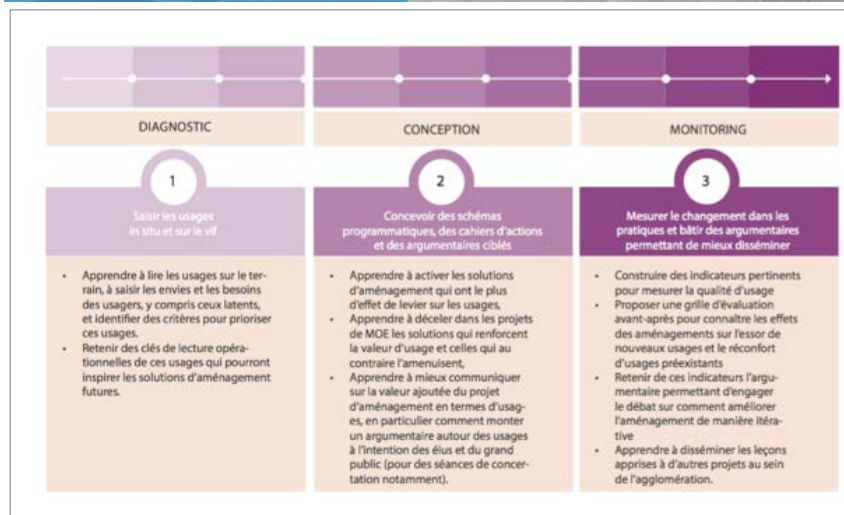 DIAGNOSTIC
1
Saisir les usages
in situ et sur le vif
• Apprendre à lire les usages sur le ter-
rain, à saisir les envies et les besoins
des usagers, y compris ceux latents,
et identifier des critères pour prioriser
ces usages.
• Retenir des clés de lecture opéra-
tionnelles de ces usages qui pourront
inspirer les solutions d'aménagement
futures.
CONCEPTION
2
Concevoir des schémas
programmatiques, des cahiers d'actions
et des argumentaires ciblés
• Apprendre à activer les solutions
d'aménagement qui ont le plus
d'effet de levier sur les usages,
• Apprendre à déceler dans les projets
de MOE les solutions qui renforcent
la valeur d'usage et celles qui au
contraire l'amenuisent,
• Apprendre à mieux communiquer
sur la valeur ajoutée du projet
d'aménagement en termes d'usag-
es, en particulier comment monter
un argumentaire autour des usages
à l'intention des élus et du grand
public (pour des séances de concer-
tation notamment).
MONITORING
3
Mesurer le changement dans les
pratiques et bâtir des argumentaires
permettant de mieux disséminer
• Construire des indicateurs pertinents
pour mesurer la qualité d'usage
• Proposer une grille d'évaluation
avant-après pour connaître les effets
des aménagements sur l'essor de
nouveaux usages et le réconfort
d'usages préexistants
• Retenir de ces indicateurs l'argu-
mentaire permettant d'engager
le débat sur comment améliorer
l'aménagement de manière itéra-
tive
• Apprendre à disséminer les leçons
apprises à d'autres projets au sein
de l'agglomération.